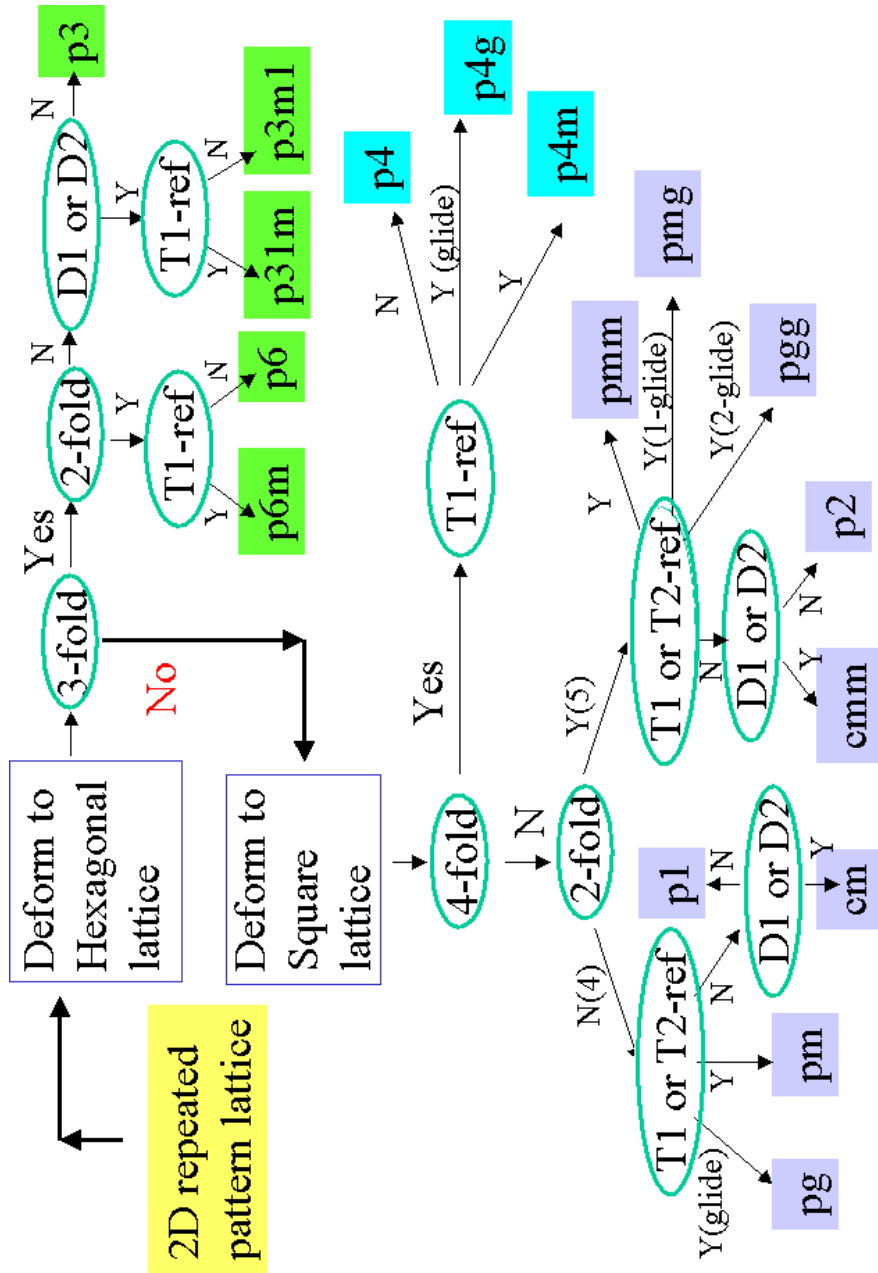 2D repeated
pattern lattice
Deform to
Hexagonal
lattice
3-fold
Yes
No
2-fold
N
Y
T1-ref
Y
N
p6m
p6
D1 or D2
N
p3
Y
T1-ref
Y
N
p31m
p3m1
Deform to
Square
lattice
4-fold
Yes
T1-ref
N
p4
Y (glide)
p4g
Y
p4m
N
2-fold
N(4)
T1 or T2-ref
Y(glide)
pg
Y
pm
N
D1 or D2
N
p1
Y
cm
Y(5)
T1 or T2-ref
Y
pmm
Y(1-glide)
pmg
Y(2-glide)
pgg
N
D1 or D2
Y
cmm
N
p2